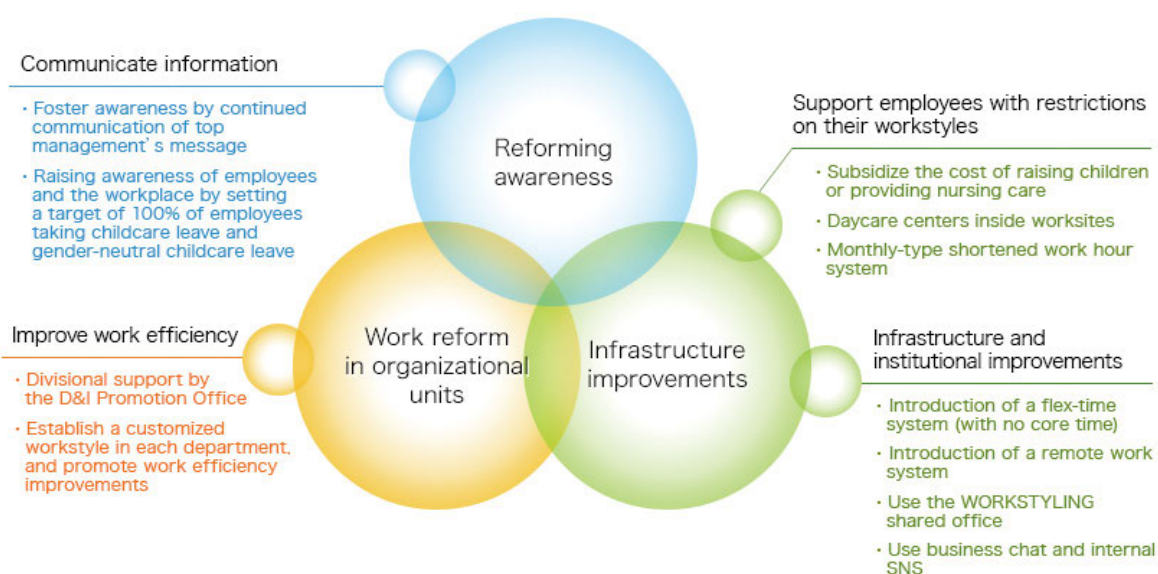 Communicate information
・Foster awareness by continued
communication of top
management's message
・Raising awareness of employees
and the workplace by setting
a target of 100% of employees
taking childcare leave and
gender-neutral childcare leave
Reforming
awareness
Support employees with restrictions
on their workstyles
・Subsidize the cost of raising children
or providing nursing care
・Daycare centers inside worksites
・Monthly-type shortened work hour
system
Improve work efficiency
・Divisional support by
the D&I Promotion Office
・Establish a customized
workstyle in each department,
and promote work efficiency
improvements
Work reform
in organizational
units
Infrastructure
improvements
Infrastructure and
institutional improvements
・Introduction of a flex-time
system (with no core time)
・Introduction of a remote work
system
・Use the WORKSTYLING
shared office
・Use business chat and internal
SNS